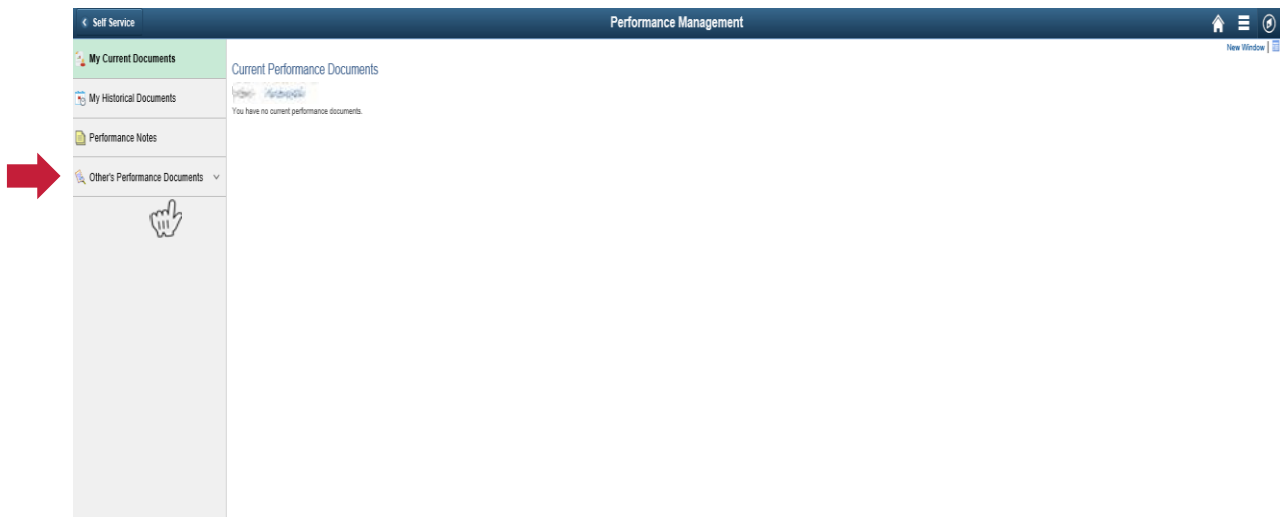 Self Service
Performance Management
New Window
My Current Documents
My Historical Documents
Performance Notes
Other's Performance Documents
Current Performance Documents
You have no current performance documents.